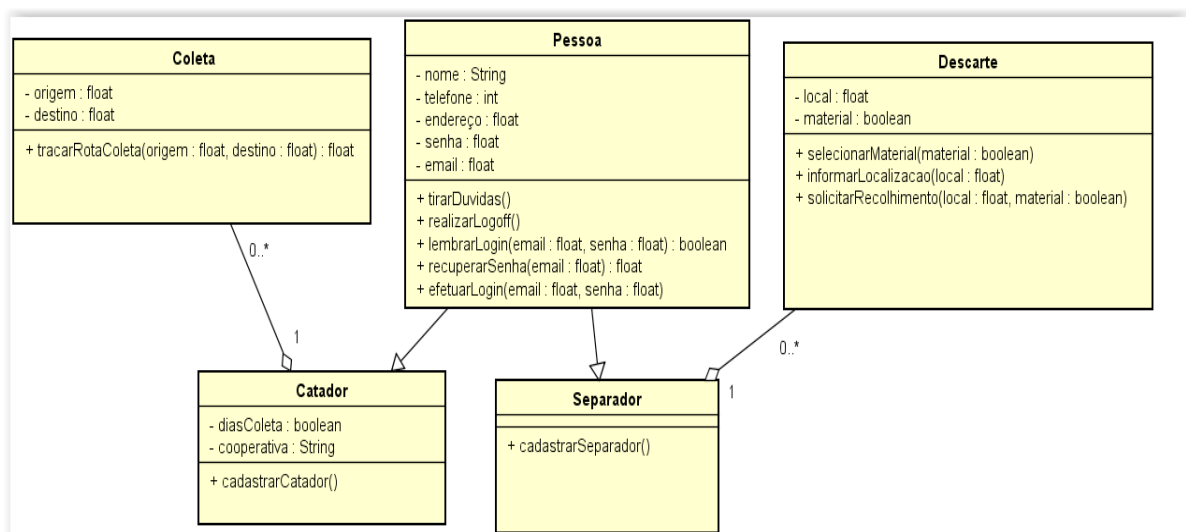 Coleta
- origem : float
- destino : float
+ tracarRotaColeta(origem : float, destino : float) : float
Pessoa
- nome : String
- telefone : int
- endereço : float
- senha : float
- email : float
+ tirarDuvidas()
+ realizarLogoff()
+ lembrarLogin(email : float, senha : float) : boolean
+ recuperarSenha(email : float) : float
+ efetuarLogin(email : float, senha : float)
Descarte
- local : float
- material : boolean
+ selecionarMaterial(material : boolean)
+ informarLocalizacao(local : float)
+ solicitarRecolhimento(local : float, material : boolean)
0..*
1
0..*
1
Catador
- diasColeta : boolean
- cooperativa : String
+ cadastrarCatador()
Separador
+ cadastrarSeparador()